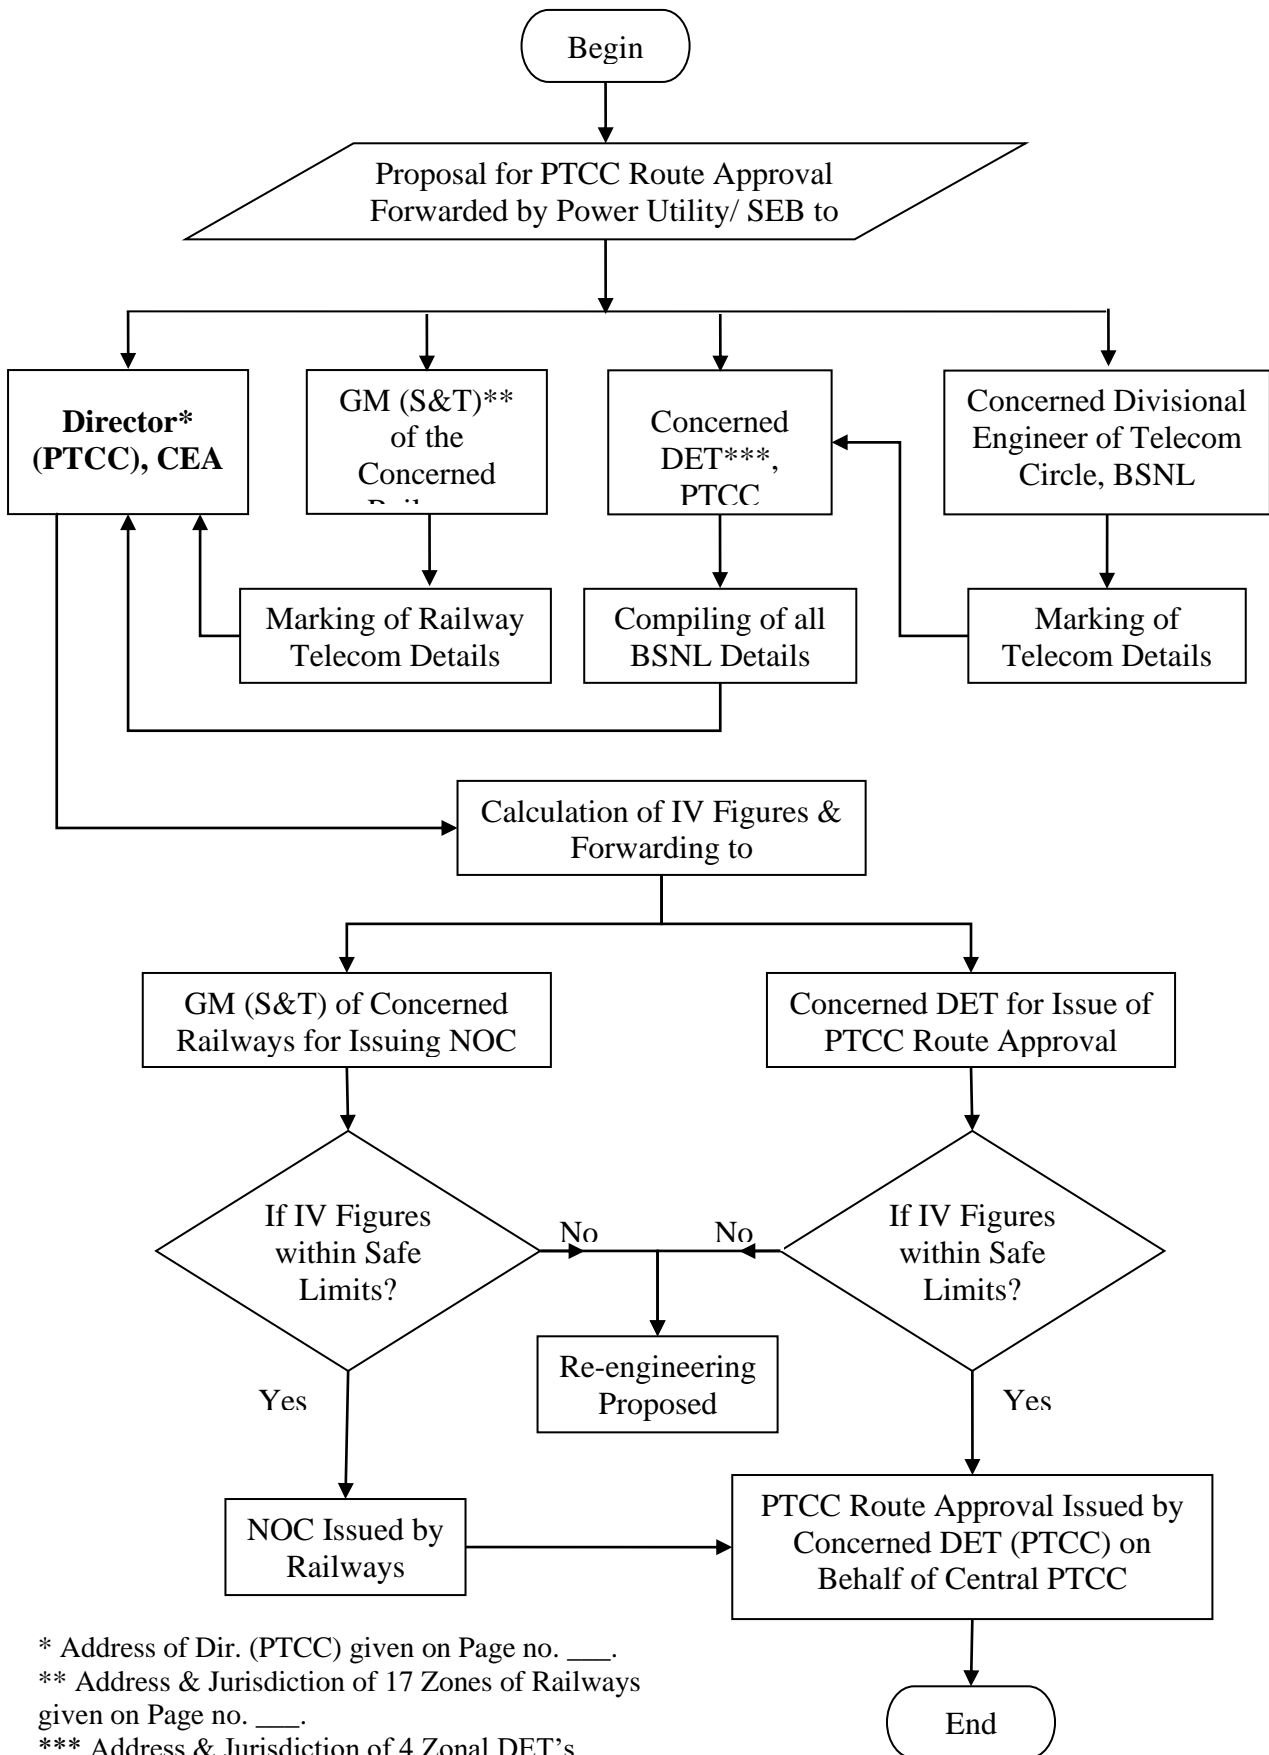 Begin
Proposal for PTCC Route Approval
Forwarded by Power Utility/ SEB to
Director*
(PTCC), CEA
GM (S&T)**
of the
Concerned
Concerned
DET***,
PTCC
Concerned Divisional
Engineer of Telecom
Circle, BSNL
Marking of Railway
Telecom Details
Compiling of all
BSNL Details
Marking of
Telecom Details
Calculation of IV Figures &
Forwarding to
GM (S&T) of Concerned
Railways for Issuing NOC
Concerned DET for Issue of
PTCC Route Approval
If IV Figures
within Safe
Limits?
No
No
If IV Figures
within Safe
Limits?
Re-engineering
Proposed
Yes
Yes
NOC Issued by
Railways
PTCC Route Approval Issued by
Concerned DET (PTCC) on
Behalf of Central PTCC
* Address of Dir. (PTCC) given on Page no. ___.
** Address & Jurisdiction of 17 Zones of Railways
given on Page no. ___.
*** Address & Jurisdiction of 4 Zonal DET's
End